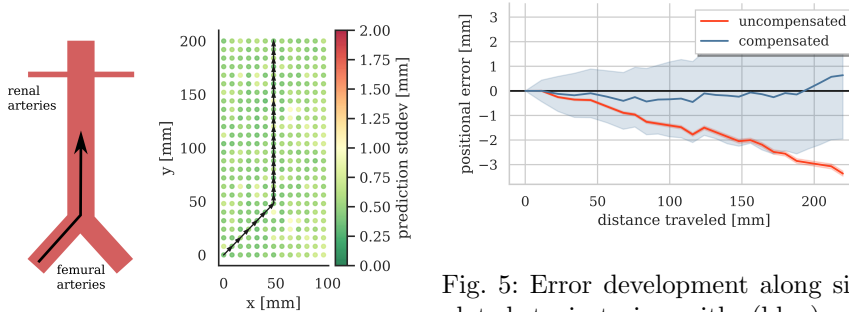 renal
arteries
femural
arteries
200
150
100
50
0
y [mm]
0
50
100
x [mm]
2.00
1.75
1.50
1.25
1.00
0.75
0.50
0.25
0.00
prediction stddev [mm]
uncompensated
compensated
3
2
1
0
−1
−2
−3
positional error [mm]
0
50
100
150
200
distance traveled [mm]
Fig. 5: Error development along si